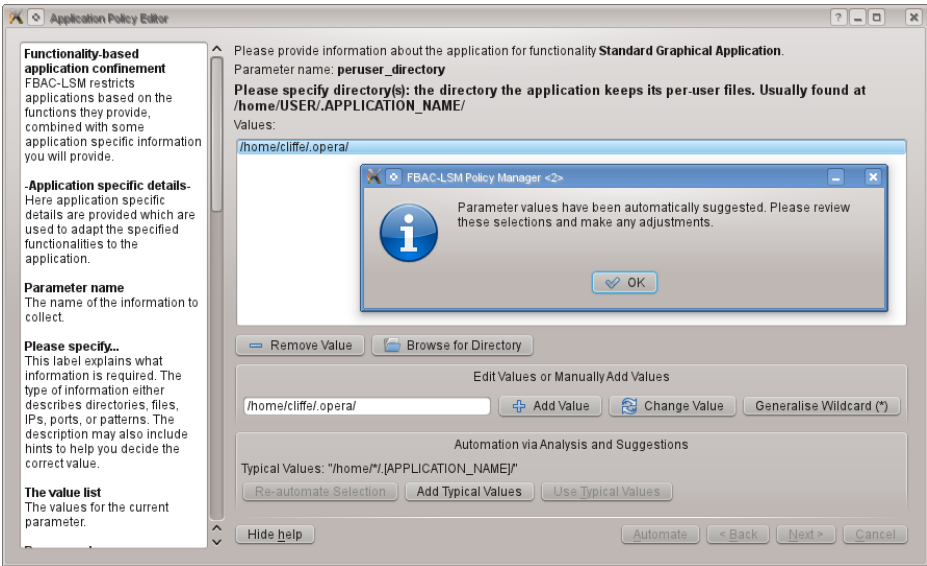 Application Policy Editor
Functionality-based
application confinement
FBAC-LSM restricts
applications based on the
functions they provide,
combined with some
application specific information
you will provide.
-Application specific details-
Here application specific
details are provided which are
used to adapt the specified
functionalities to the
application.
Parameter name
The name of the information to
collect.
Please specify...
This label explains what
information is required. The
type of information either
describes directories, files,
IPs, ports, or patterns. The
description may also include
hints to help you decide the
correct value.
The value list
The values for the current
parameter.
Please provide information about the application for functionality Standard Graphical Application.
Parameter name: peruser_directory
Please specify directory(s): the directory the application keeps its per-user files. Usually found at
/home/USER/.APPLICATION_NAME/
Values:
/home/cliffe/.opera/
FBAC-LSM Policy Manager <2>
Parameter values have been automatically suggested. Please review
these selections and make any adjustments.
OK
Remove Value
Browse for Directory
Edit Values or Manually Add Values
/home/cliffe/.opera/
Add Value
Change Value
Generalise Wildcard (*)
Automation via Analysis and Suggestions
Typical Values: "/home/*/.[APPLICATION_NAME]/"
Re-automate Selection
Add Typical Values
Use Typical Values
Hide help
Automate
< Back
Next >
Cancel